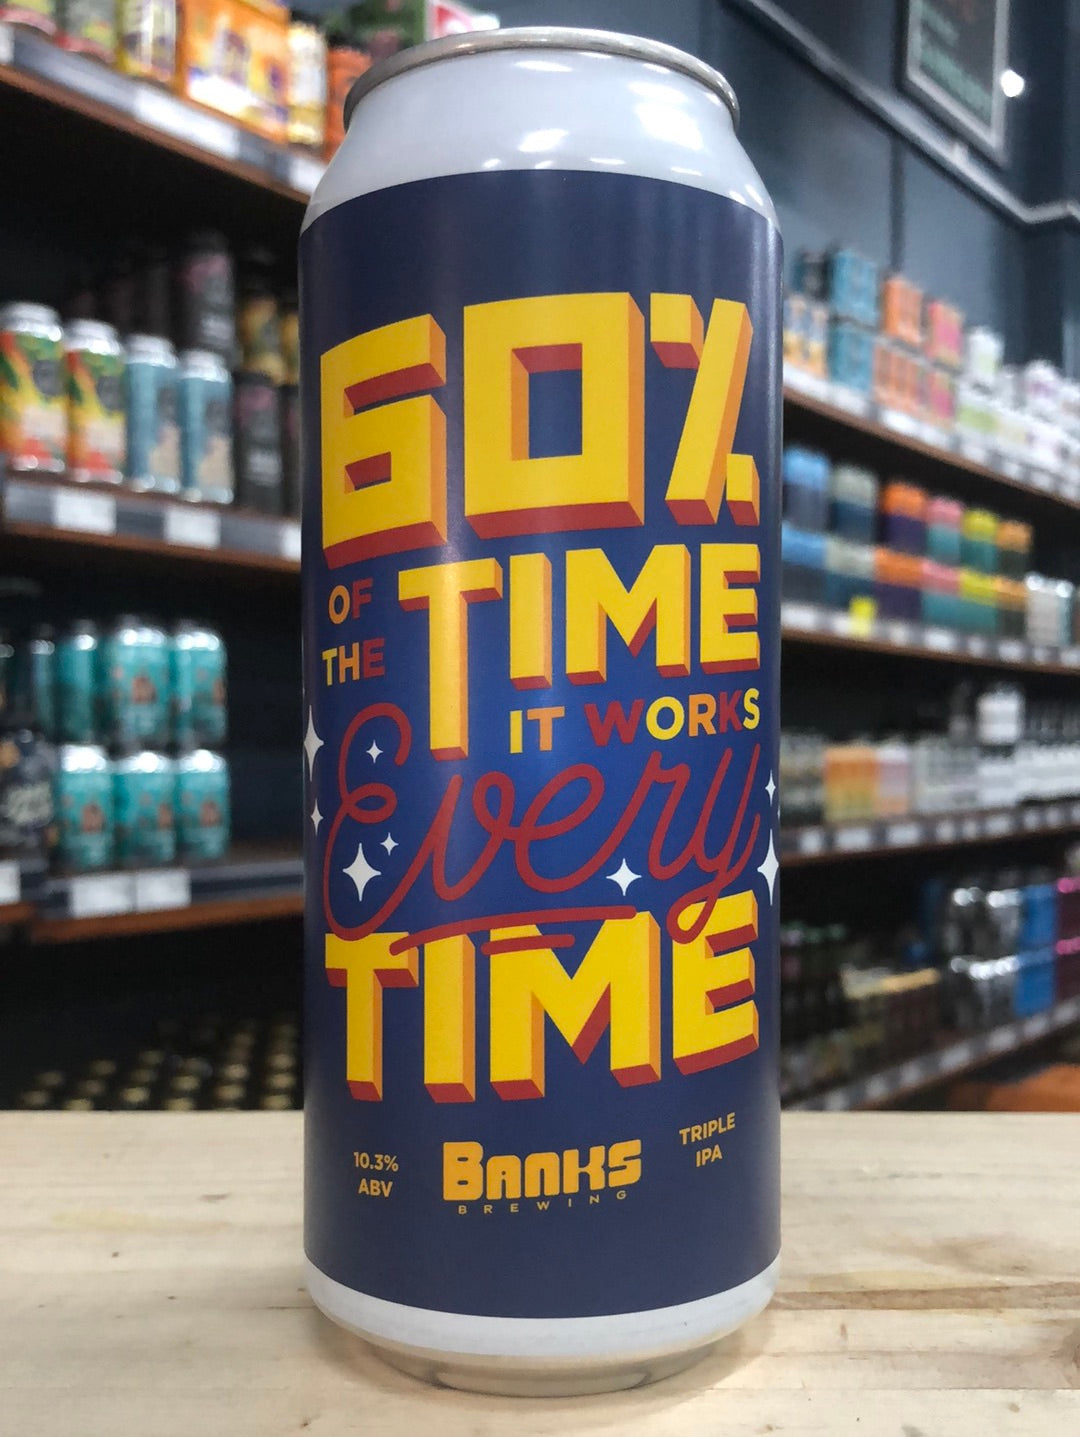 60%
OF
THE
TIME
IT WORKS
Every
TIME
10.3%
ABV
BANKS
BREWING
TRIPLE
IPA